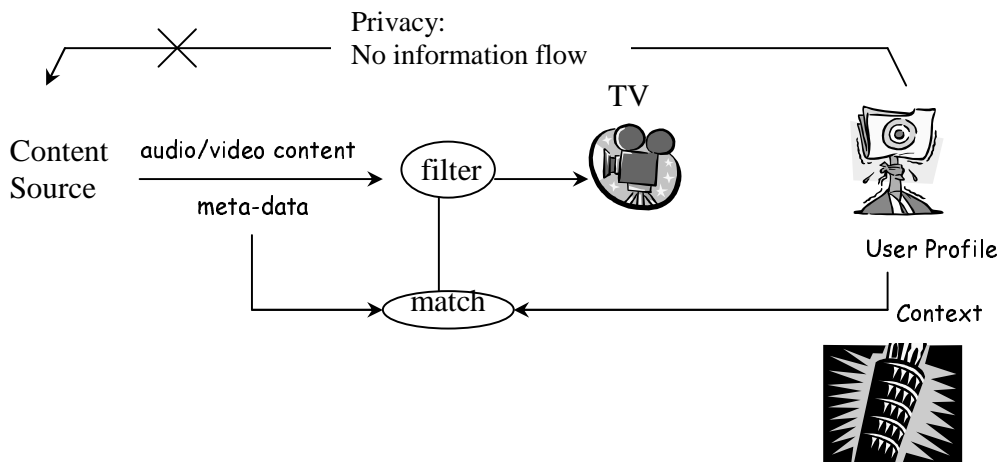 Privacy:
No information flow
TV
Content
Source
audio/video content
meta-data
filter
User Profile
match
Context